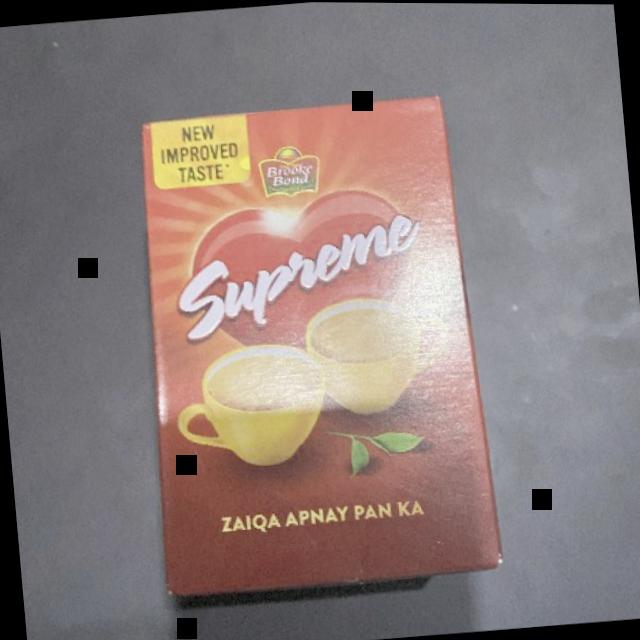 NEW
IMPROVED
TASTE*
Brooke
Bond
Supreme
ZAIQA APNAY PAN KA